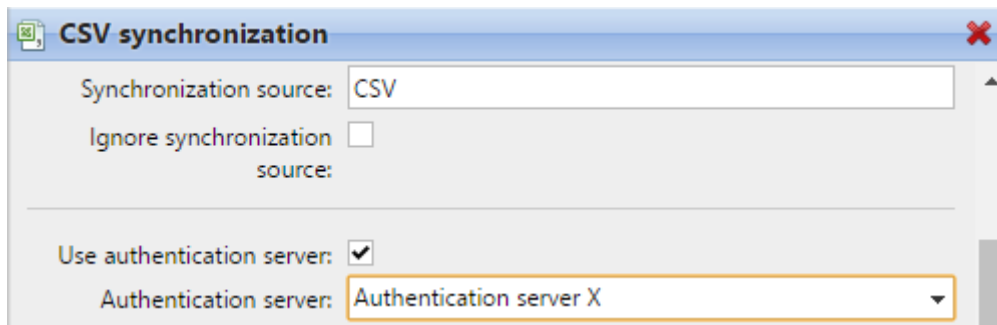 CSV synchronization
Synchronization source: CSV
Ignore synchronization
source:
Use authentication server:
Authentication server: Authentication server X